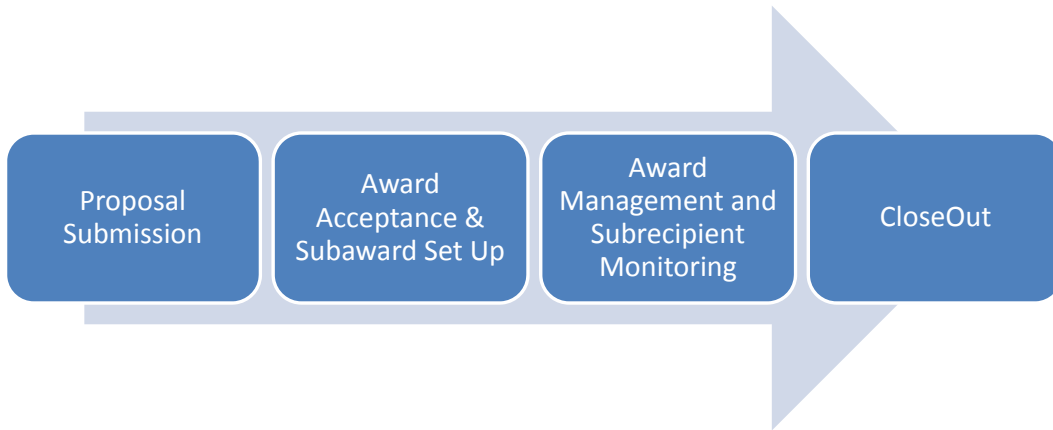 Proposal
Submission
Award
Acceptance &
Subaward Set Up
Award
Management and
Subrecipient
Monitoring
CloseOut